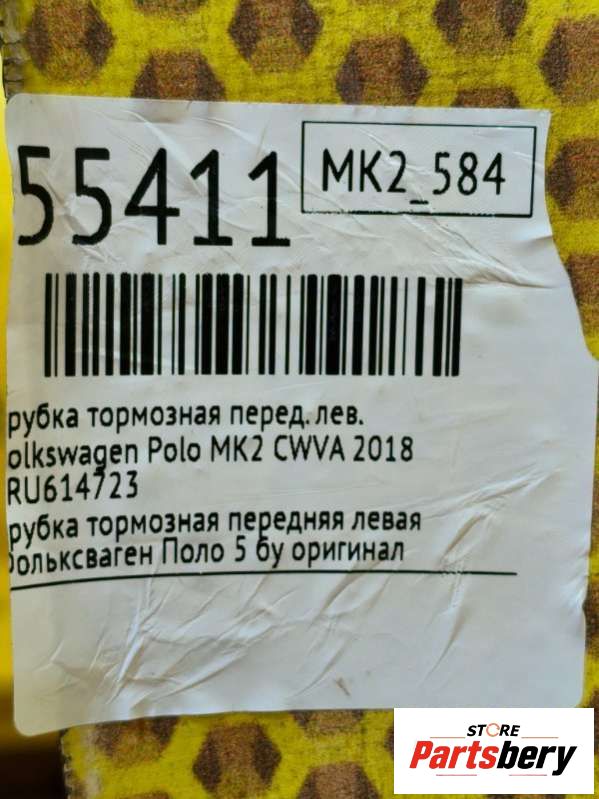 55411
MK2_584
рубка тормозная перед. лев.
olkswagen Polo MK2 CWVA 2018
RU614723
рубка тормозная передняя левая
ольксваген Поло 5 бу оригинал
STORE
Partsbery